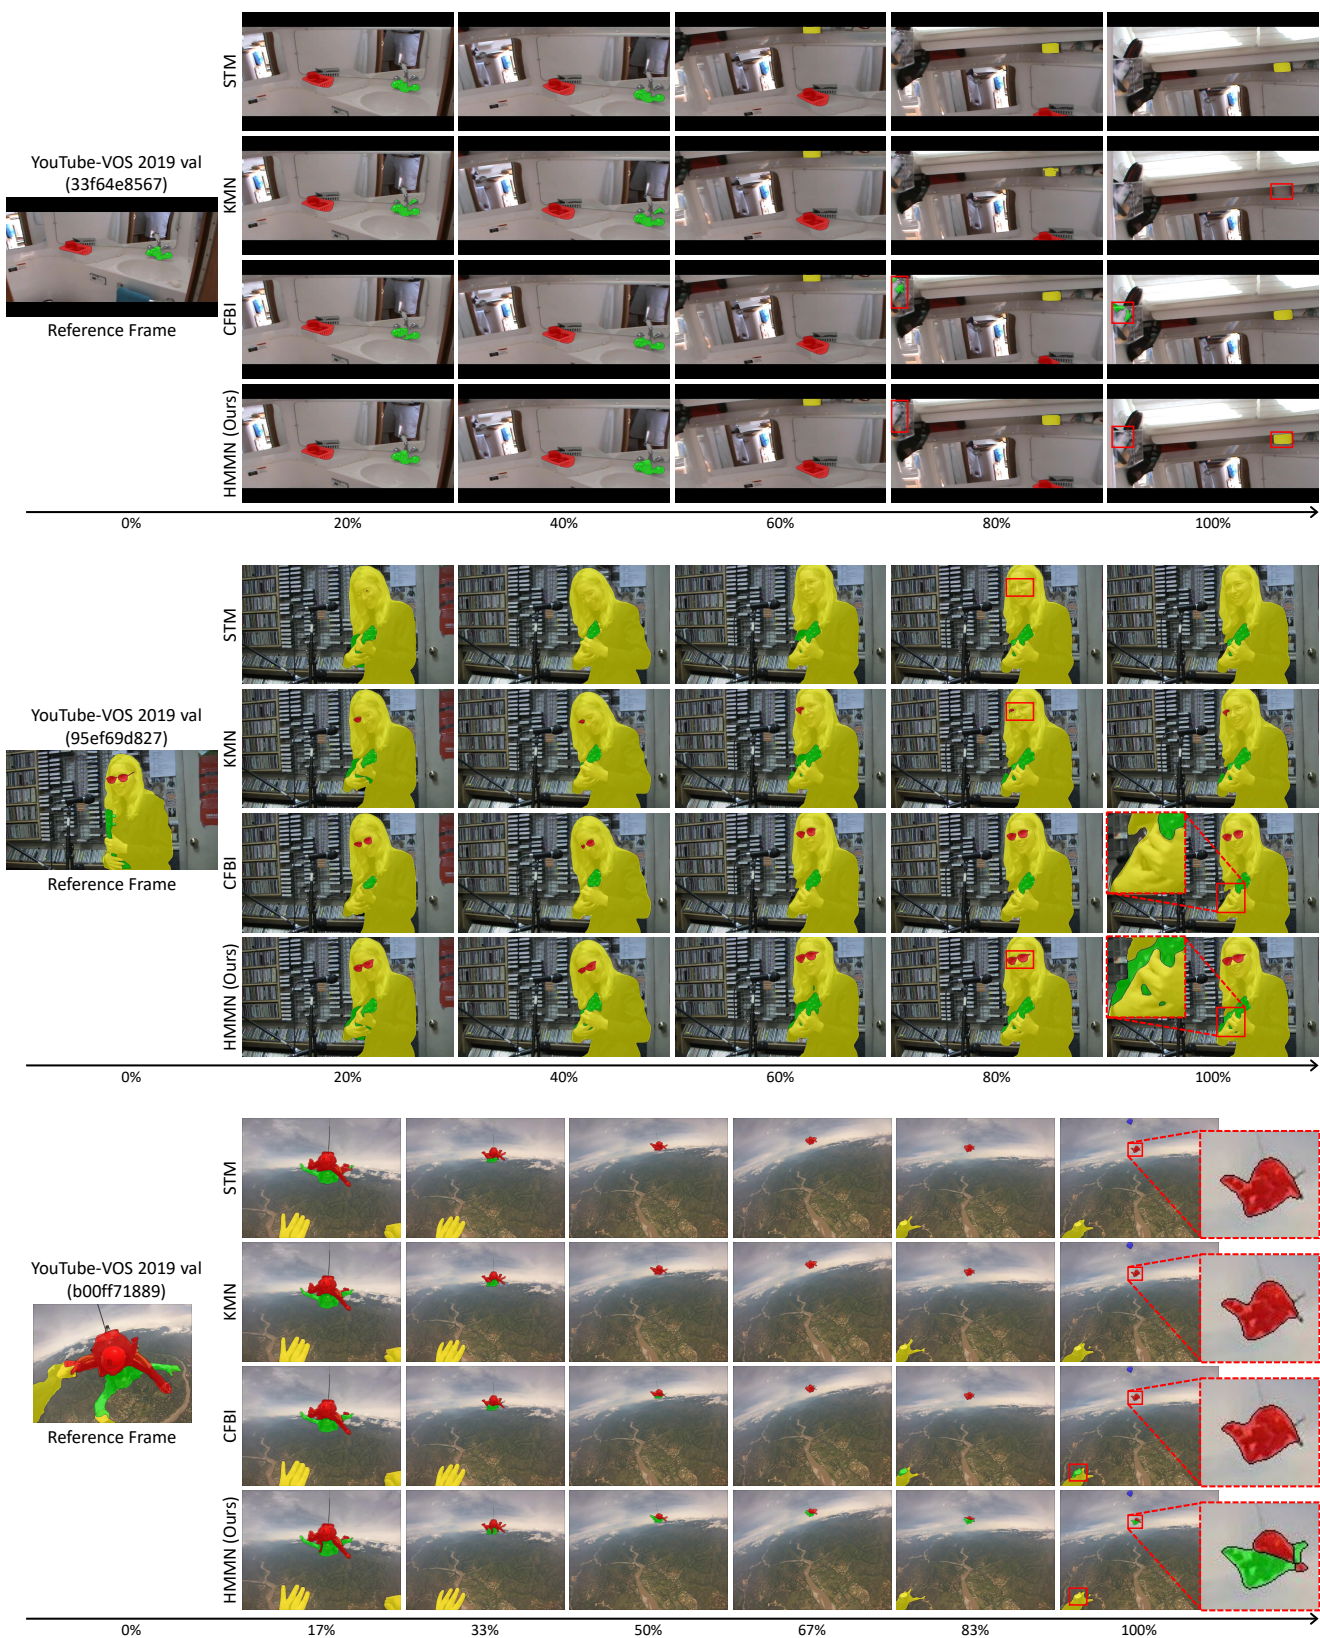 STM
YouTube-VOS 2019 val
(33f64e8567)
Reference Frame
KMN
CFBI
HMMN (Ours)
0% 20% 40% 60% 80% 100%
STM
YouTube-VOS 2019 val
(95ef69d827)
Reference Frame
KMN
CFBI
HMMN (Ours)
0% 20% 40% 60% 80% 100%
STM
YouTube-VOS 2019 val
(b00ff71889)
Reference Frame
KMN
CFBI
HMMN (Ours)
0% 17% 33% 50% 67% 83% 100%